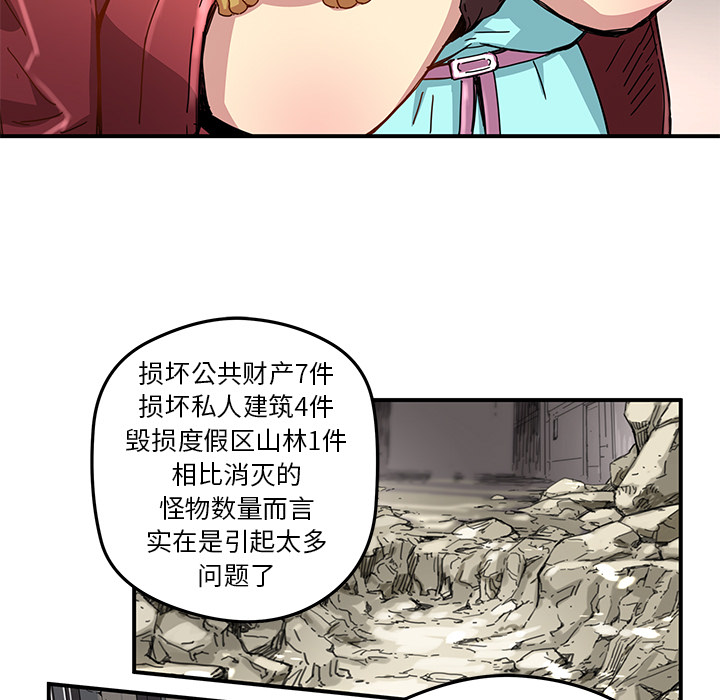 损坏公共财产7件
损坏私人建筑4件
毁损度假区山林1件
相比消灭的
怪物数量而言
实在是引起太多
问题了